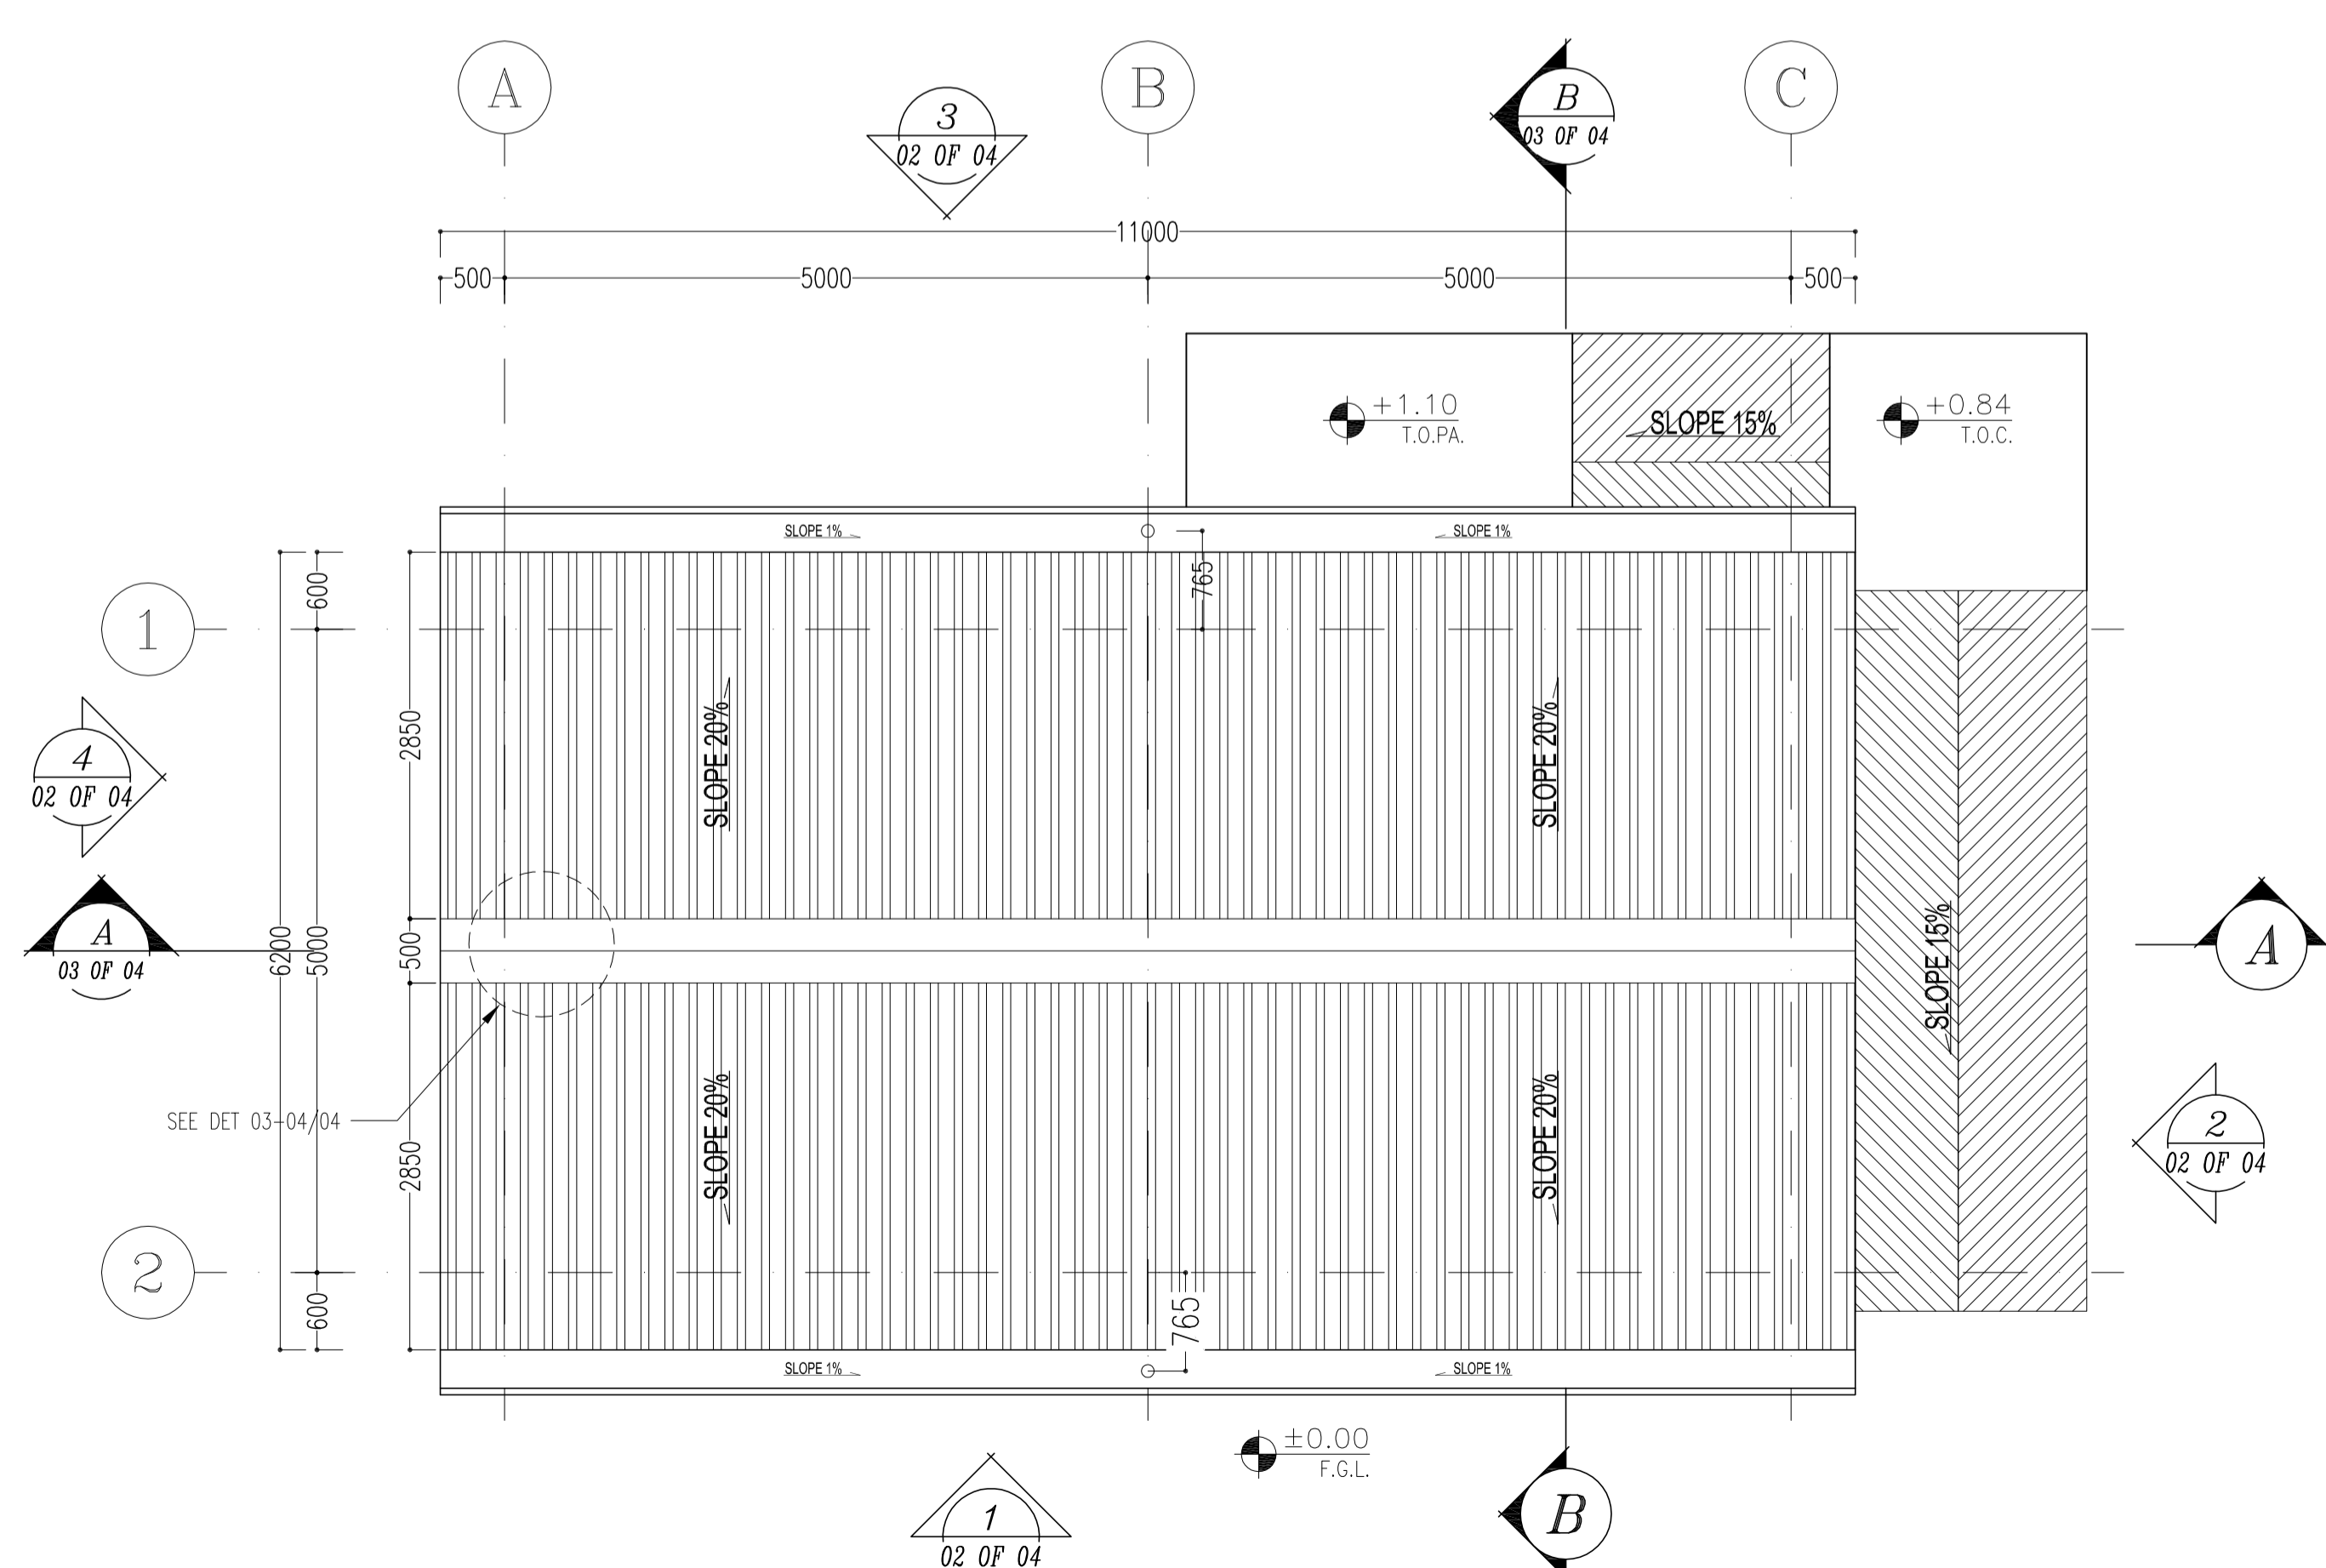 A
B
C
3
02 OF 04
B
03 OF 04
11000
500
5000
5000
500
+1.10
T.O.PA.
SLOPE 15%
+0.84
T.O.C.
SLOPE 1%
SLOPE 1%
600
765
1
2850
SLOPE 20%
SLOPE 20%
4
02 OF 04
A
03 OF 04
6200
5000
500
SLOPE 15%
A
SEE DET 03-04/04
2850
SLOPE 20%
SLOPE 20%
2
02 OF 04
2
600
765
SLOPE 1%
SLOPE 1%
±0.00
F.G.L.
1
02 OF 04
B